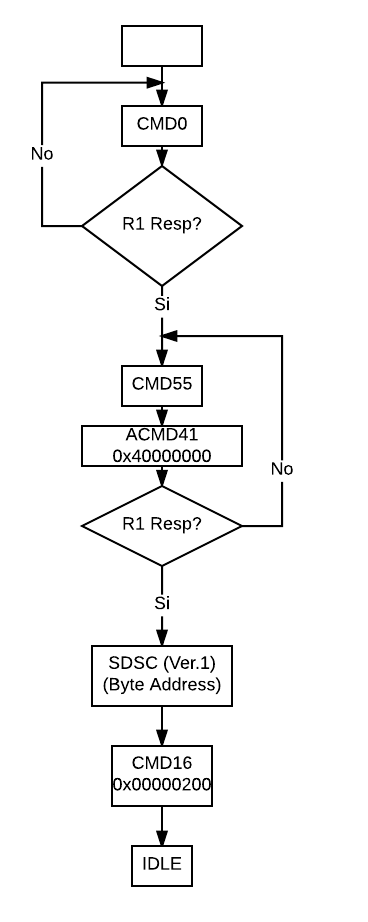 CMD0
No
R1 Resp?
Si
CMD55
ACMD41
0x40000000
No
R1 Resp?
Si
SDSC (Ver.1)
(Byte Address)
CMD16
0x00000200
IDLE